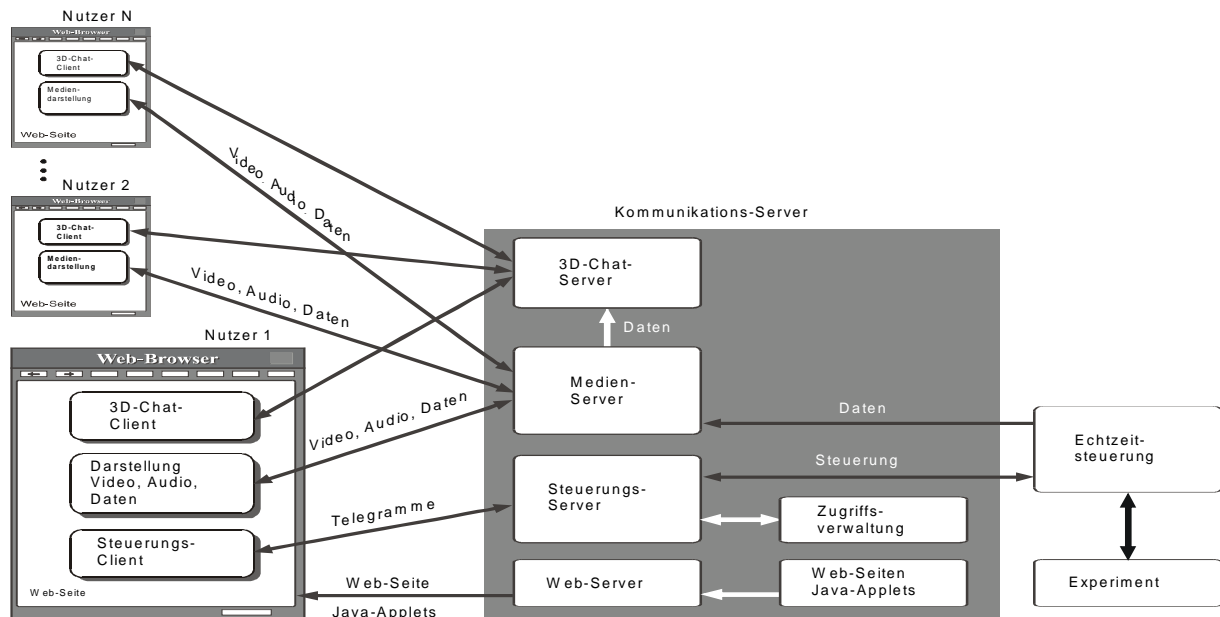 Nutzer N
Web-Browser
3D-Chat-
Client
Medien-
darstellung
Web-Seite
Nutzer 2
Web-Browser
3D-Chat-
Client
Medien-
darstellung
Web-Seite
Nutzer 1
Web-Browser
3D-Chat-
Client
Darstellung
Video, Audio,
Daten
Steuerungs-
Client
Web-Seite
Video, Audio, Daten
Video, Audio, Daten
Video, Audio, Daten
Telegramme
Web-Seite
Java-Applets
Kommunikations-Server
3D-Chat-
Server
Daten
Medien-
Server
Steuerungs-
Server
Zugriffs-
verwaltung
Web-Server
Web-Seiten
Java-Applets
Daten
Steuerung
Echtzeit-
steuerung
Experiment